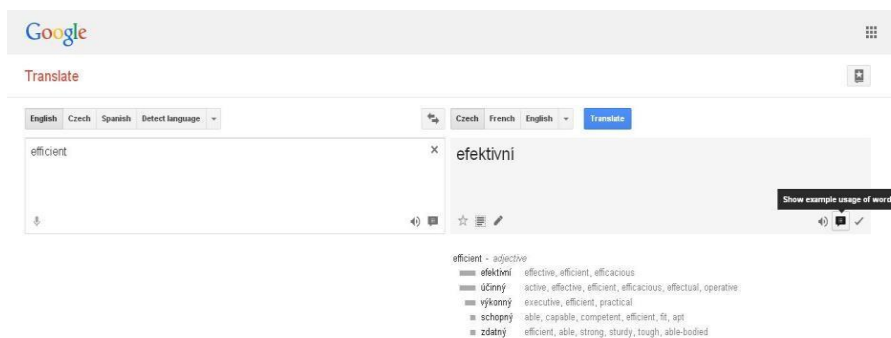 Google
Translate
English Czech Spanish Detect language
Czech French English Translate
efficient
efektivní
Show example usage of word
efficient - adjective
efektivní effective, efficient, efficacious
účinný active, effective, efficient, efficacious, effectual, operative
výkonný executive, efficient, practical
schopný able, capable, competent, efficient, fit, apt
zdatný efficient, able, strong, sturdy, tough, able-bodied